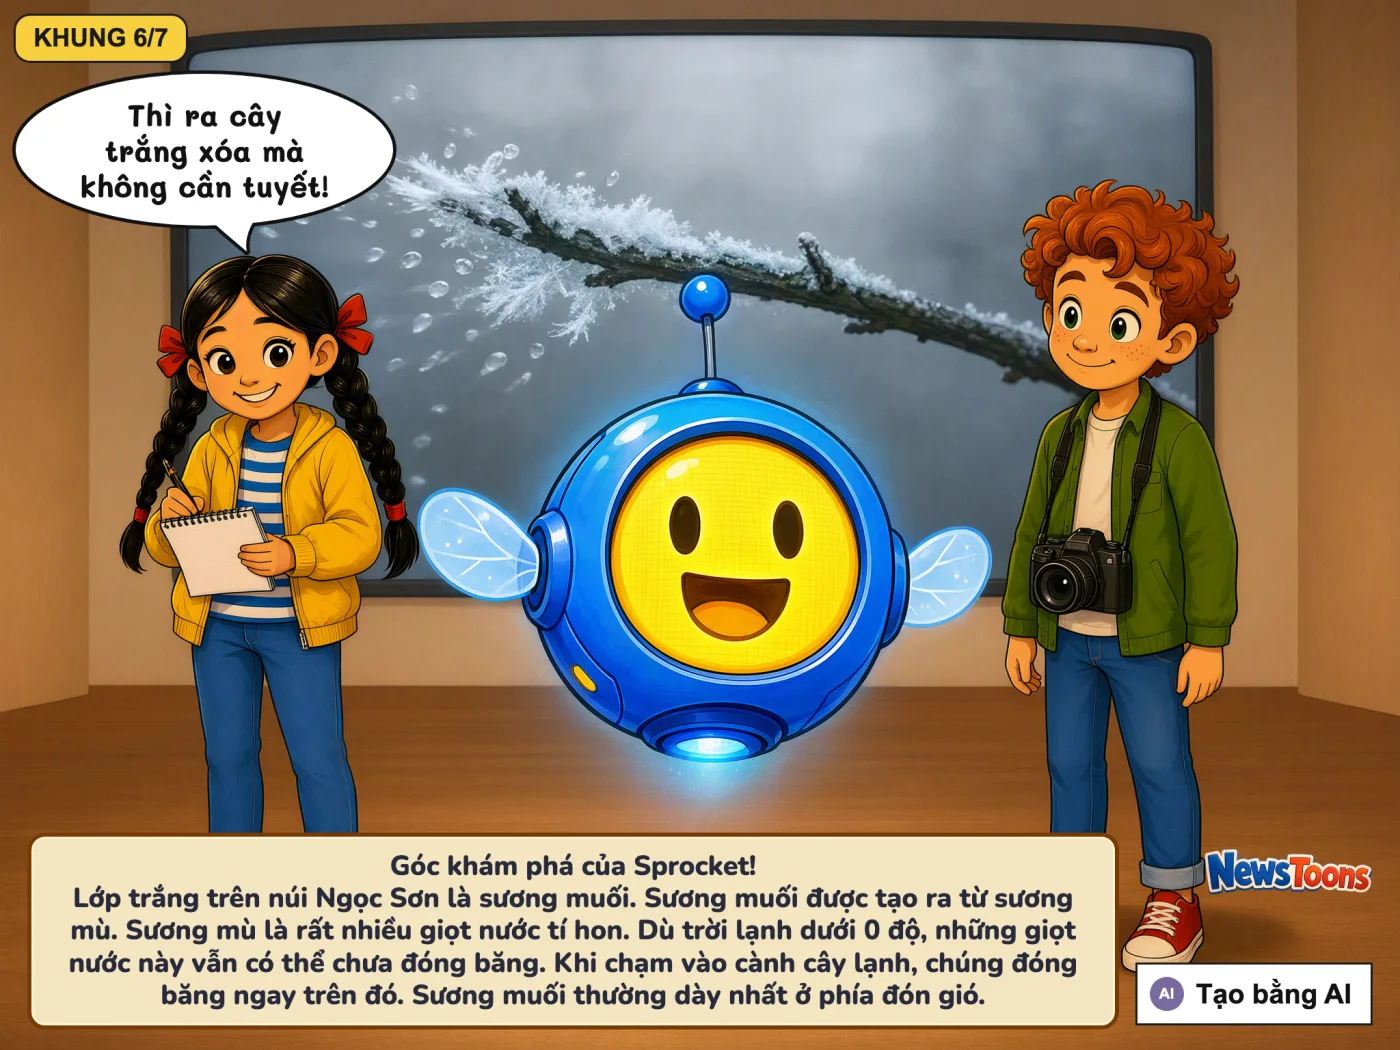 KHUNG 6/7
Thì ra cây
trắng xóa mà
không cần tuyết!
Góc khám phá của Sprocket!
Lớp trắng trên núi Ngọc Sơn là sương muối. Sương muối được tạo ra từ sương
mù. Sương mù là rất nhiều giọt nước tí hon. Dù trời lạnh dưới 0 độ, những giọt
nước này vẫn có thể chưa đóng băng. Khi chạm vào cành cây lạnh, chúng đóng
băng ngay trên đó. Sương muối thường dày nhất ở phía đón gió.
NewsToons
AI Tạo bằng AI